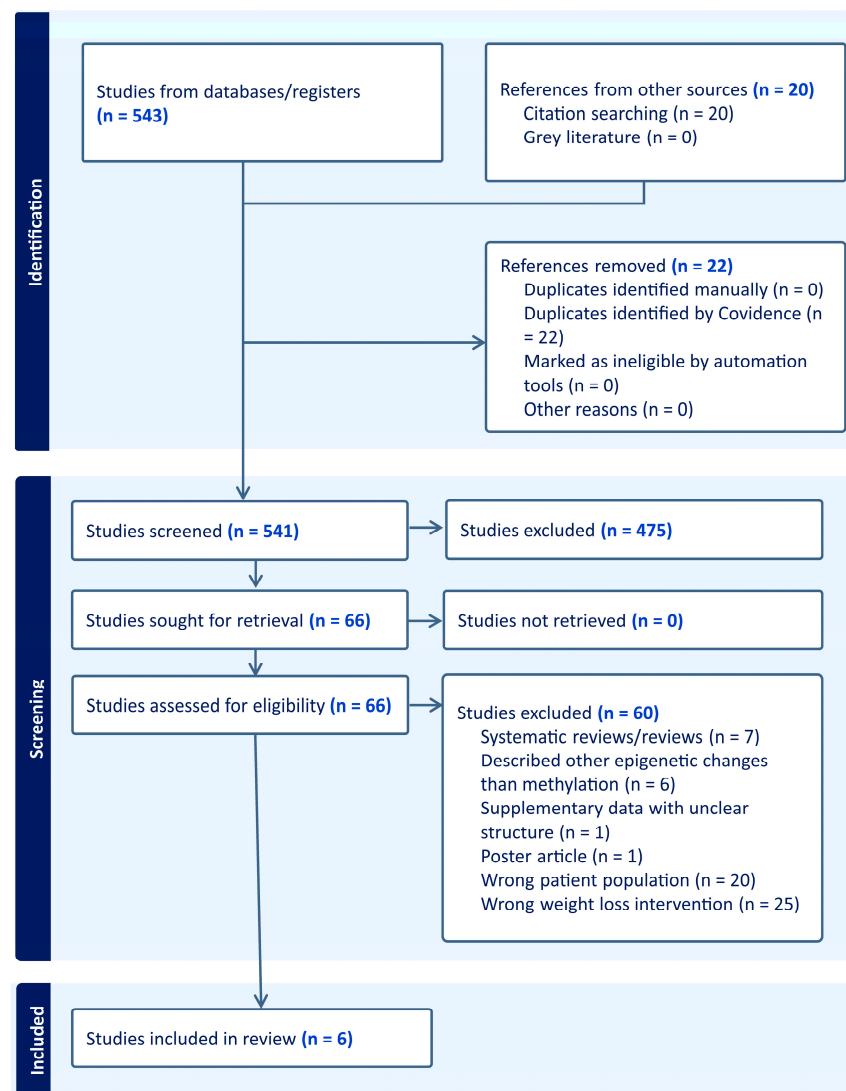 Identification
Studies from databases/registers
(n = 543)
References from other sources (n = 20)
Citation searching (n = 20)
Grey literature (n = 0)
References removed (n = 22)
Duplicates identified manually (n = 0)
Duplicates identified by Covidence (n
= 22)
Marked as ineligible by automation
tools (n = 0)
Other reasons (n = 0)
Screening
Studies screened (n = 541)
Studies excluded (n = 475)
Studies sought for retrieval (n = 66)
Studies not retrieved (n = 0)
Studies assessed for eligibility (n = 66)
Studies excluded (n = 60)
Systematic reviews/reviews (n = 7)
Described other epigenetic changes
than methylation (n = 6)
Supplementary data with unclear
structure (n = 1)
Poster article (n = 1)
Wrong patient population (n = 20)
Wrong weight loss intervention (n = 25)
Included
Studies included in review (n = 6)